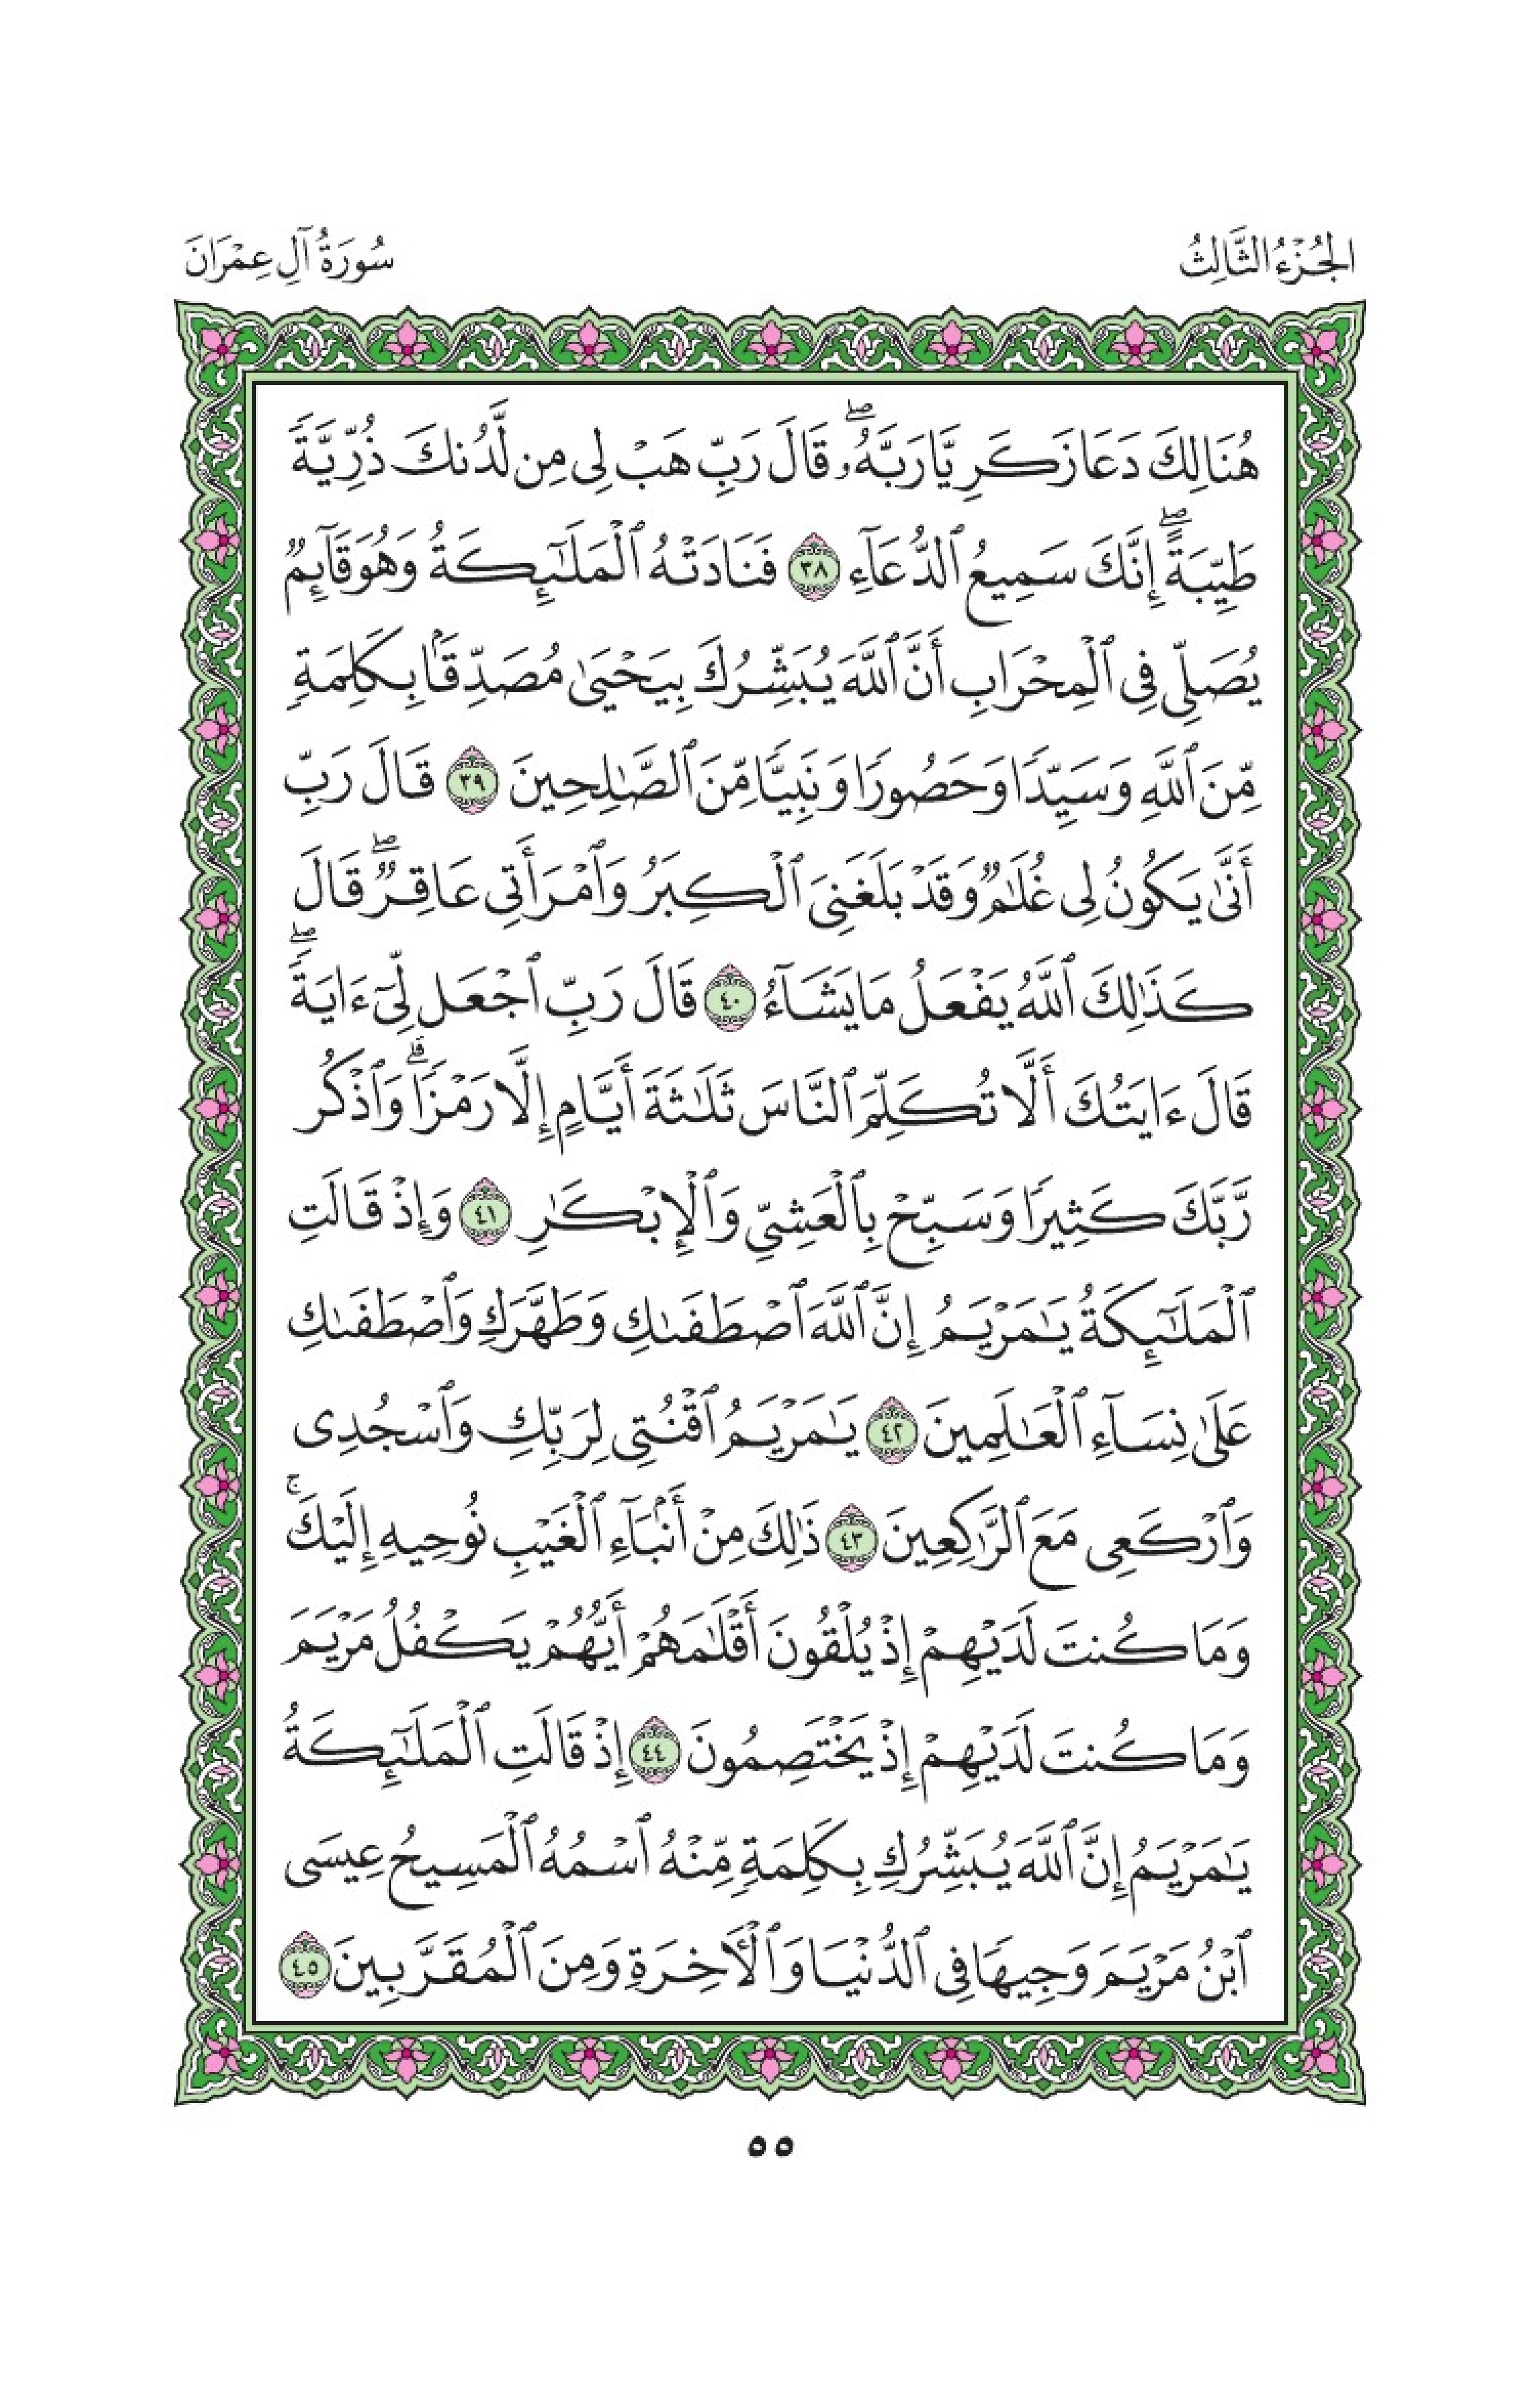 الجُزْءُ الثَّالِثُ
سُورَةُ آلِ عِمْرَانَ
هُنَالِكَ دَعَا زَكَرِيَّا رَبَّهُۥۖ قَالَ رَبِّ هَبْ لِى مِن لَّدُنكَ ذُرِّيَّةً
طَيِّبَةًۖ إِنَّكَ سَمِيعُ ٱلدُّعَآءِ ٣٨ فَنَادَتْهُ ٱلْمَلَٰٓئِكَةُ وَهُوَ قَآئِمٌ
يُصَلِّى فِى ٱلْمِحْرَابِ أَنَّ ٱللَّهَ يُبَشِّرُكَ بِيَحْيَىٰ مُصَدِّقَۢا بِكَلِمَةٍ
مِّنَ ٱللَّهِ وَسَيِّدًا وَحَصُورًا وَنَبِيًّا مِّنَ ٱلصَّٰلِحِينَ ٣٩ قَالَ رَبِّ
أَنَّىٰ يَكُونُ لِى غُلَٰمٌ وَقَدْ بَلَغَنِىَ ٱلْكِبَرُ وَٱمْرَأَتِى عَاقِرٌۖ قَالَ
كَذَٰلِكَ ٱللَّهُ يَفْعَلُ مَا يَشَآءُ ٤٠ قَالَ رَبِّ ٱجْعَل لِّىٓ ءَايَةًۖ
قَالَ ءَايَتُكَ أَلَّا تُكَلِّمَ ٱلنَّاسَ ثَلَٰثَةَ أَيَّامٍ إِلَّا رَمْزًاۗ وَٱذْكُر
رَّبَّكَ كَثِيرًا وَسَبِّحْ بِٱلْعَشِىِّ وَٱلْإِبْكَٰرِ ٤١ وَإِذْ قَالَتِ
ٱلْمَلَٰٓئِكَةُ يَٰمَرْيَمُ إِنَّ ٱللَّهَ ٱصْطَفَىٰكِ وَطَهَّرَكِ وَٱصْطَفَىٰكِ
عَلَىٰ نِسَآءِ ٱلْعَٰلَمِينَ ٤٢ يَٰمَرْيَمُ ٱقْنُتِى لِرَبِّكِ وَٱسْجُدِى
وَٱرْكَعِى مَعَ ٱلرَّٰكِعِينَ ٤٣ ذَٰلِكَ مِنْ أَنۢبَآءِ ٱلْغَيْبِ نُوحِيهِ إِلَيْكَۚ
وَمَا كُنتَ لَدَيْهِمْ إِذْ يُلْقُونَ أَقْلَٰمَهُمْ أَيُّهُمْ يَكْفُلُ مَرْيَمَ
وَمَا كُنتَ لَدَيْهِمْ إِذْ يَخْتَصِمُونَ ٤٤ إِذْ قَالَتِ ٱلْمَلَٰٓئِكَةُ
يَٰمَرْيَمُ إِنَّ ٱللَّهَ يُبَشِّرُكِ بِكَلِمَةٍ مِّنْهُ ٱسْمُهُ ٱلْمَسِيحُ عِيسَى
ٱبْنُ مَرْيَمَ وَجِيهًا فِى ٱلدُّنْيَا وَٱلْءَاخِرَةِ وَمِنَ ٱلْمُقَرَّبِينَ ٤٥
٥٥